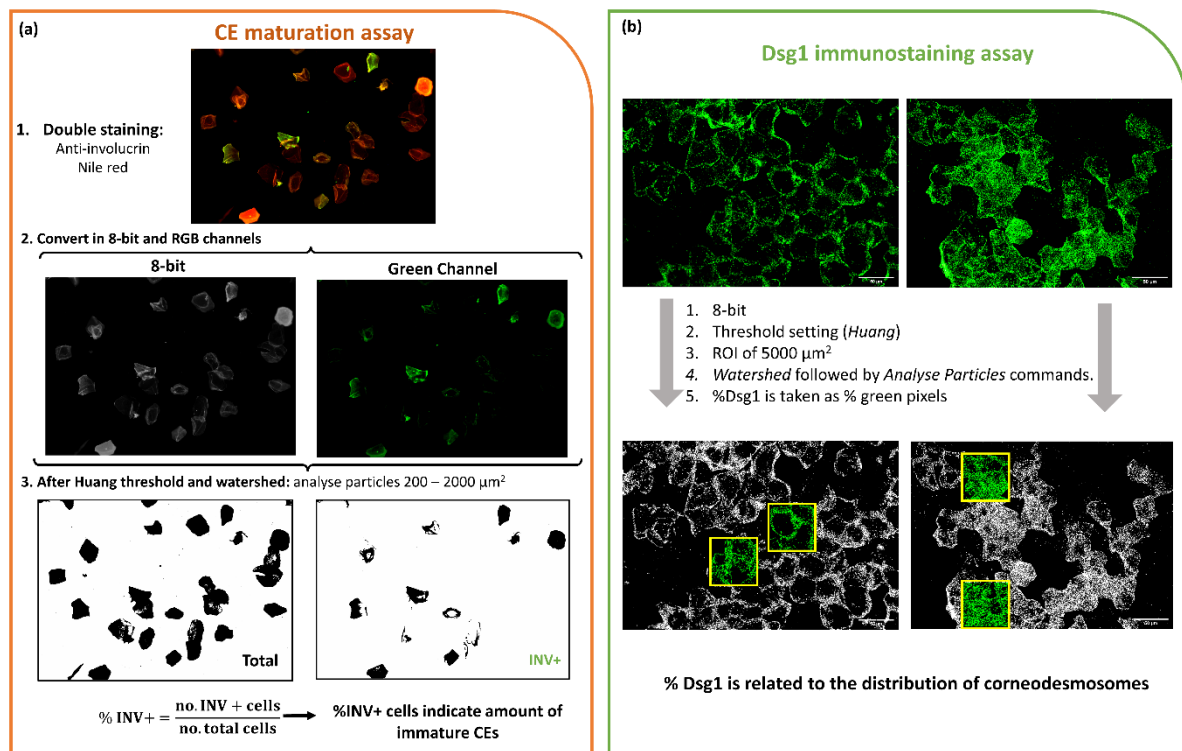 (a)
CE maturation assay
1. Double staining:
Anti-involucrin
Nile red
2. Convert in 8-bit and RGB channels
8-bit
Green Channel
3. After Huang threshold and watershed: analyse particles 200 – 2000 µm²
Total
INV+
% INV+ = no. INV + cells / no. total cells
%INV+ cells indicate amount of
immature CEs
(b)
Dsg1 immunostaining assay
1. 8-bit
2. Threshold setting (Huang)
3. ROI of 5000 µm²
4. Watershed followed by Analyse Particles commands.
5. %Dsg1 is taken as % green pixels
% Dsg1 is related to the distribution of corneodesmosomes